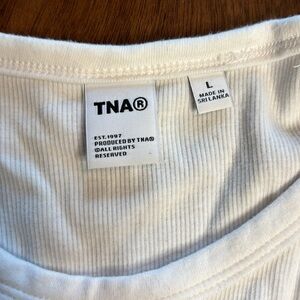 TNA®
EST.1997
PRODUCED BY TNA®
©ALL RIGHTS
RESERVED
L
MADE IN
SRI LANKA